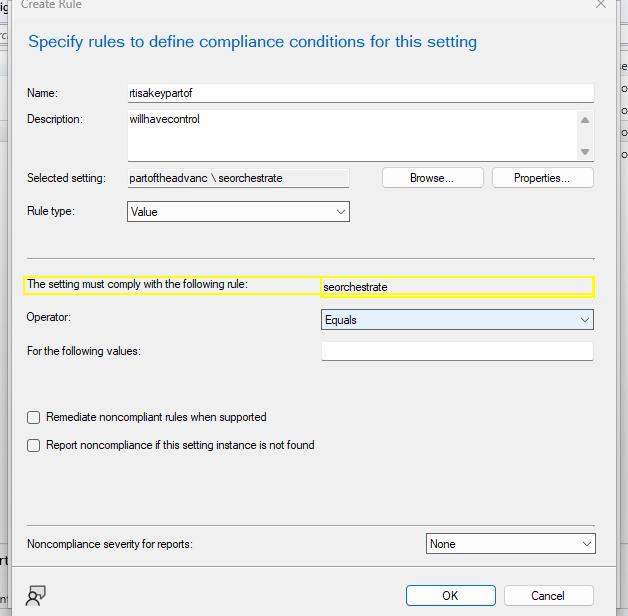 Create Rule
Specify rules to define compliance conditions for this setting
Name: rtisakeypartof
Description: willhavecontrol
Selected setting: partoftheadvanc \ seorchestrate Browse... Properties...
Rule type: Value
The setting must comply with the following rule: seorchestrate
Operator: Equals
For the following values:
Remediate noncompliant rules when supported
Report noncompliance if this setting instance is not found
Noncompliance severity for reports: None
OK Cancel